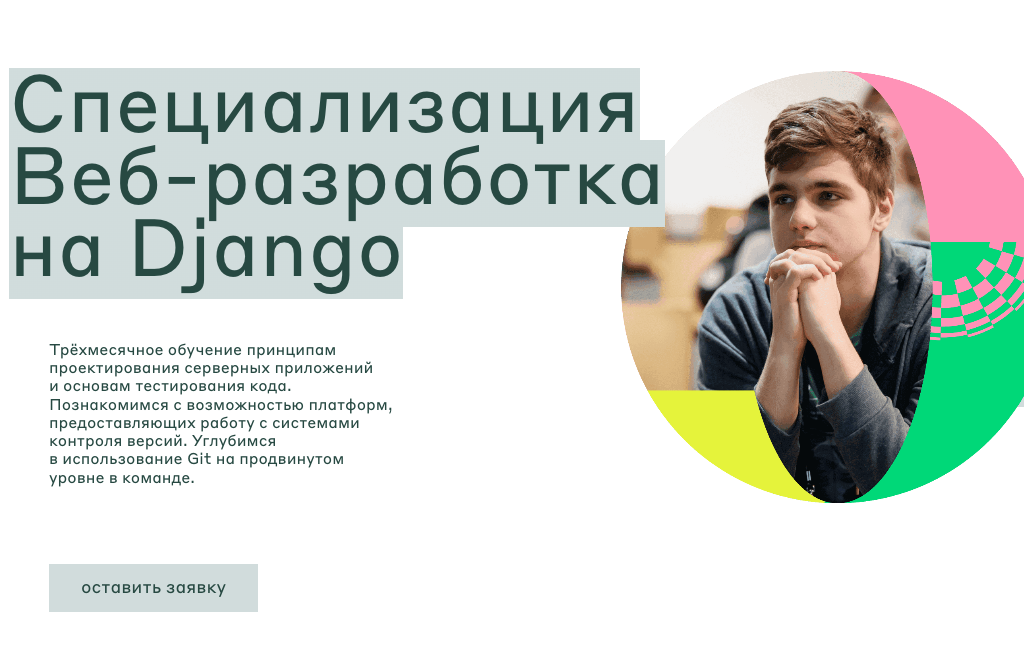 Специализация
Веб-разработка
на Django
Трёхмесячное обучение принципам
проектирования серверных приложений
и основам тестирования кода.
Познакомимся с возможностью платформ,
предоставляющих работу с системами
контроля версий. Углубимся
в использование Git на продвинутом
уровне в команде.
оставить заявку